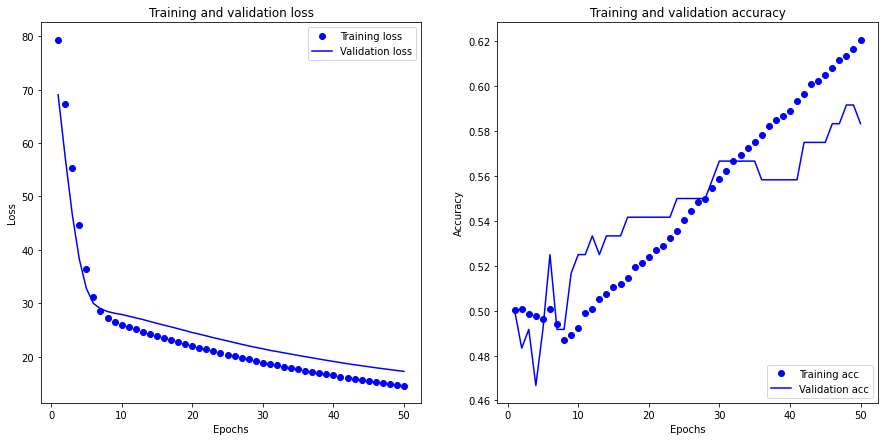 Training and validation loss
Training loss
Validation loss
80
70
60
50
40
30
20
Loss
0
10
20
30
40
50
Epochs
Training and validation accuracy
0.62
0.60
0.58
0.56
0.54
0.52
0.50
0.48
0.46
Accuracy
Training acc
Validation acc
0
10
20
30
40
50
Epochs